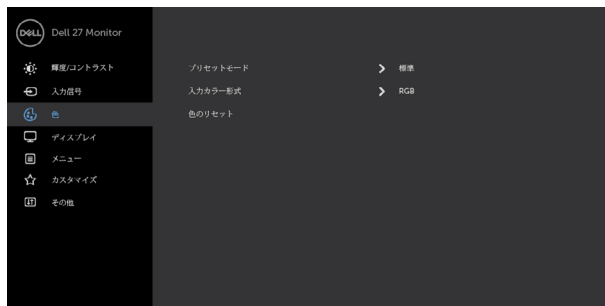 DELL Dell 27 Monitor
輝度/コントラスト
入力信号
色
ディスプレイ
メニュー
カスタマイズ
その他
プリセットモード 標準
入力カラー形式 RGB
色のリセット